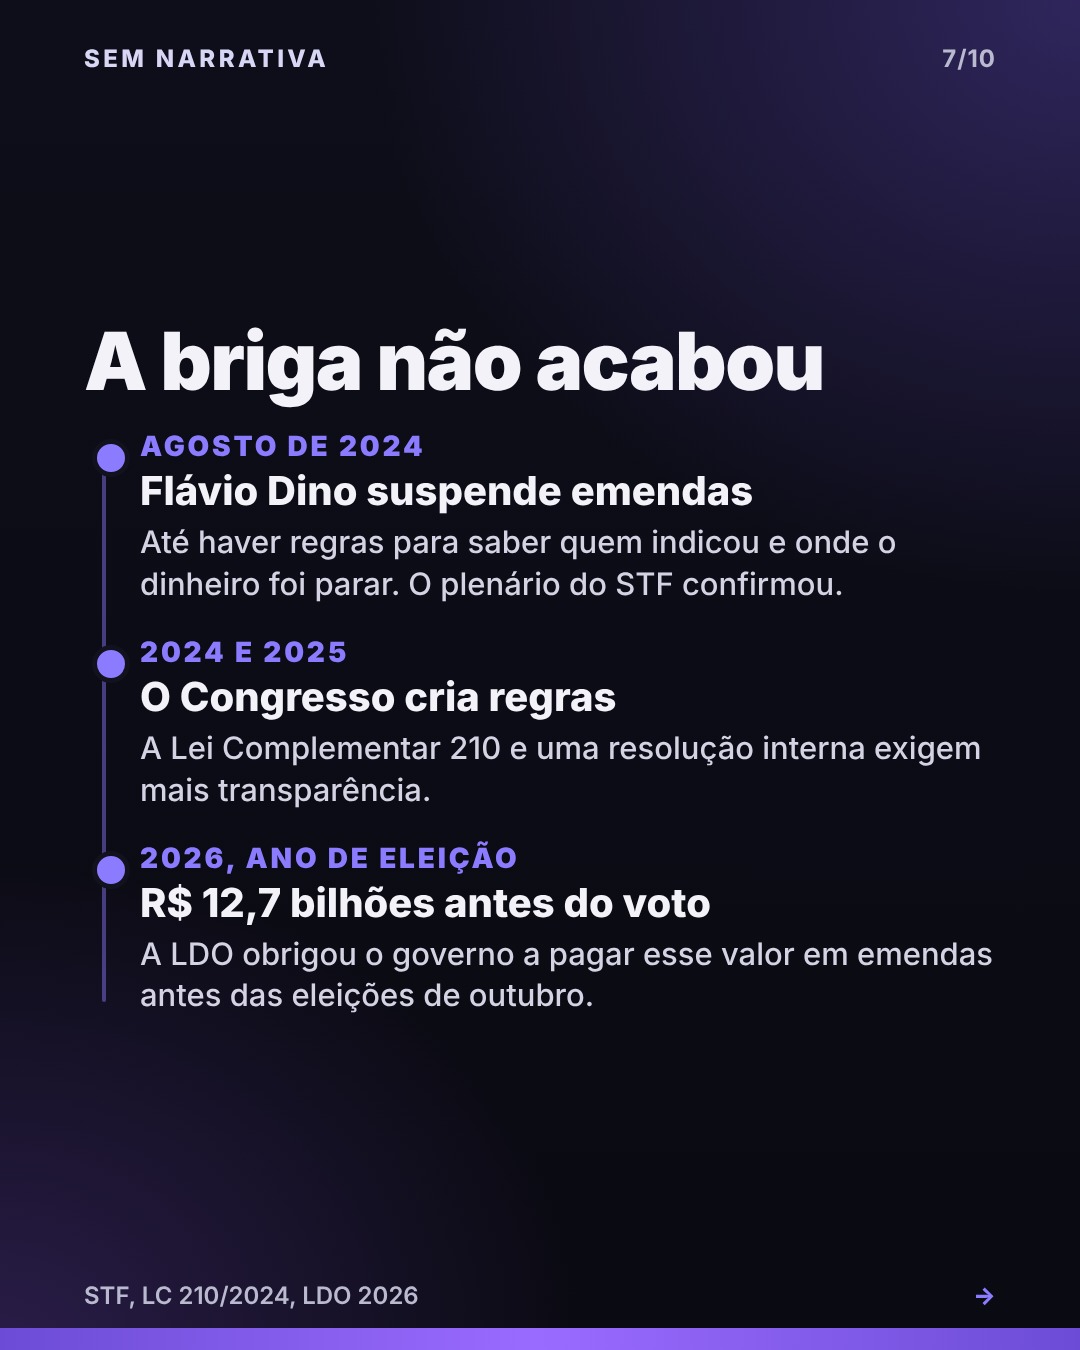 SEM NARRATIVA
7/10
A briga não acabou
AGOSTO DE 2024
Flávio Dino suspende emendas
Até haver regras para saber quem indicou e onde o
dinheiro foi parar. O plenário do STF confirmou.
2024 E 2025
O Congresso cria regras
A Lei Complementar 210 e uma resolução interna exigem
mais transparência.
2026, ANO DE ELEIÇÃO
R$ 12,7 bilhões antes do voto
A LDO obrigou o governo a pagar esse valor em emendas
antes das eleições de outubro.
STF, LC 210/2024, LDO 2026
→